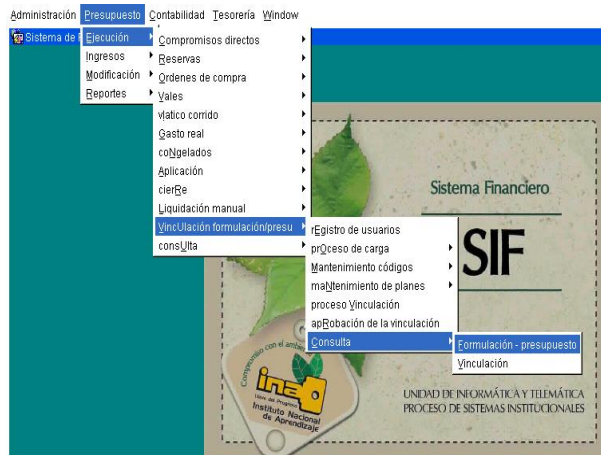 Administración Presupuesto Contabilidad Tesorería Window
Sistema de
Ejecución
Ingresos
Modificación
Reportes
Compromisos directos
Reservas
Ordenes de compra
Vales
vIatico corrido
Gasto real
coNgelados
Aplicación
cierRe
Liquidación manual
VincUlación formulación/presu
consUlta
rEgistro de usuarios
prOceso de carga
Mantenimiento códigos
maNtenimiento de planes
proceso Vinculación
apRobación de la vinculación
Consulta
Formulación - presupuesto
Vinculación
Sistema Financiero
SIF
Compromiso con el ambiente
ina
Llave del Progreso
Instituto Nacional
de Aprendizaje
UNIDAD DE INFORMÁTICA Y TELEMÁTICA
PROCESO DE SISTEMAS INSTITUCIONALES